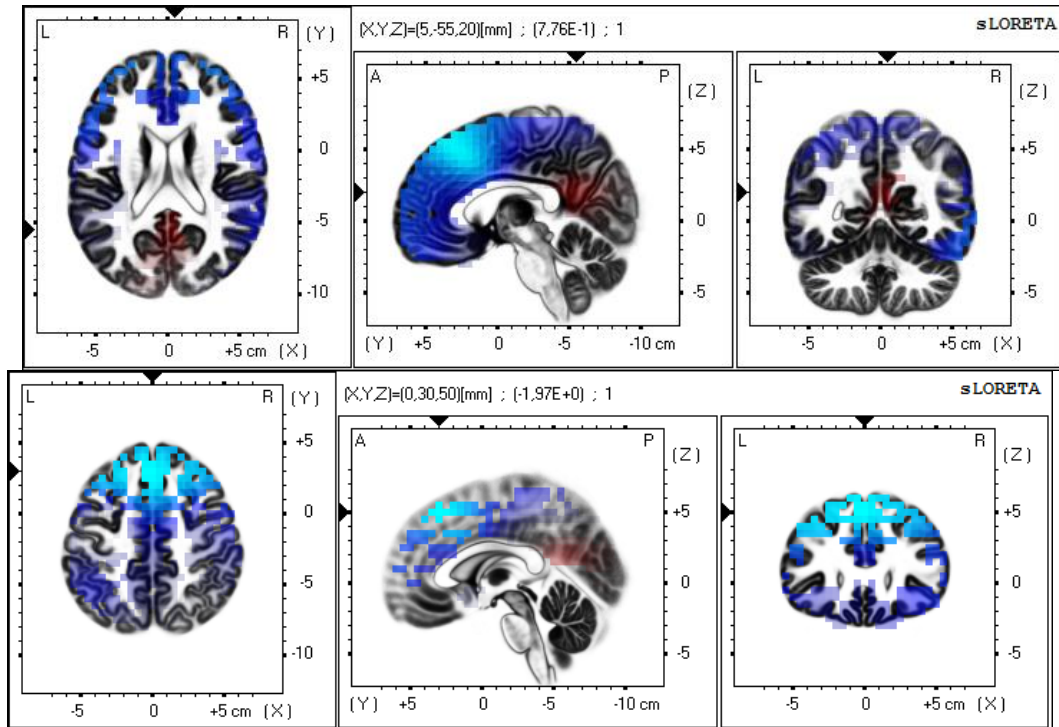 (X,Y,Z)=(5,-55,20)[mm] ; (7,76E-1) ; 1
sLORETA
L R (Y)
+5
0
-5
-10
-5 0 +5 cm (X)
A P (Z)
+5
0
-5
(Y) +5 0 -5 -10 cm
L R (Z)
+5
0
-5
-5 0 +5 cm (X)
(X,Y,Z)=(0,30,50)[mm] ; (-1,97E+0) ; 1
sLORETA
L R (Y)
+5
0
-5
-10
-5 0 +5 cm (X)
A P (Z)
+5
0
-5
(Y) +5 0 -5 -10 cm
L R (Z)
+5
0
-5
-5 0 +5 cm (X)